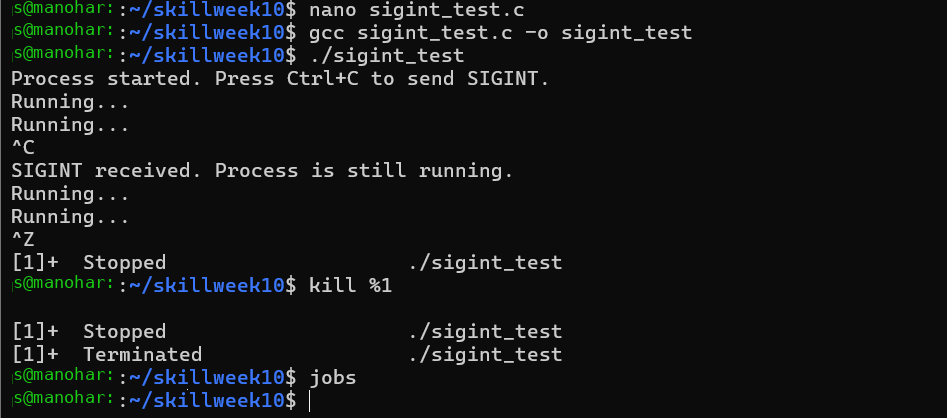 s@manohar::~/skillweek10$ nano sigint_test.c
s@manohar::~/skillweek10$ gcc sigint_test.c -o sigint_test
s@manohar::~/skillweek10$ ./sigint_test
Process started. Press Ctrl+C to send SIGINT.
Running...
Running...
^C
SIGINT received. Process is still running.
Running...
Running...
^Z
[1]+  Stopped                 ./sigint_test
s@manohar::~/skillweek10$ kill %1

[1]+  Stopped                 ./sigint_test
[1]+  Terminated              ./sigint_test
s@manohar::~/skillweek10$ jobs
s@manohar::~/skillweek10$